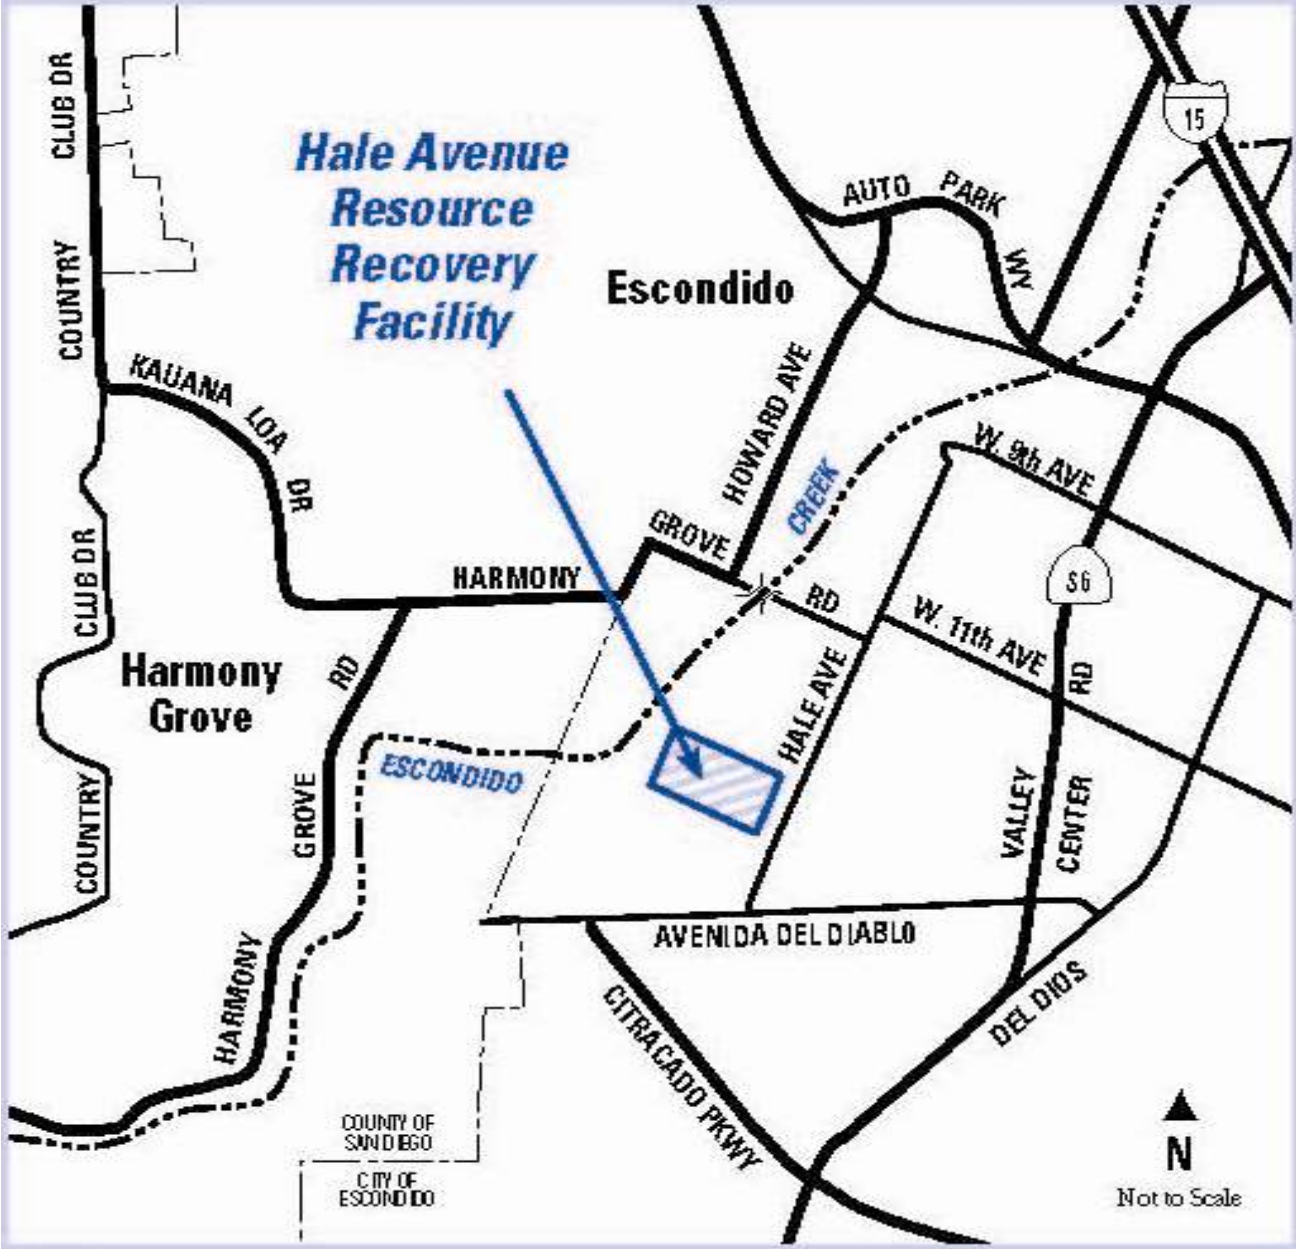 CLUB DR
COUNTRY
Hale Avenue
Resource
Recovery
Facility
15
AUTO PARK WY
Escondido
KAUANA LOA DR
HOWARD AVE
CREEK
W. 9th AVE
GROVE
HARMONY
RD
S6
W. 11th AVE
CLUB DR
Harmony
Grove
RD
HALE AVE
RD
ESCONDIDO
GROVE
COUNTRY
VALLEY
CENTER
AVENIDA DEL DIABLO
HARMONY
CITRACADO PKWY
DEL DIOS
COUNTY OF
SAN DIEGO
CITY OF
ESCONDIDO
N
Not to Scale